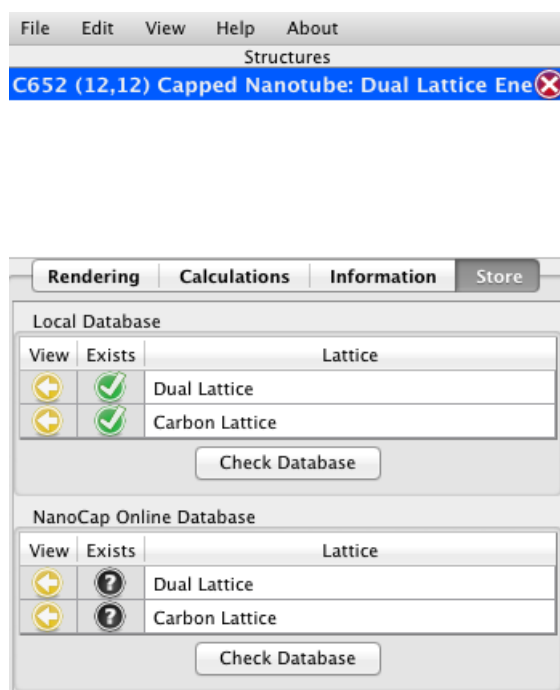 File Edit View Help About
Structures
C652 (12,12) Capped Nanotube: Dual Lattice Ene
Rendering Calculations Information Store
Local Database
View Exists Lattice
Dual Lattice
Carbon Lattice
Check Database
NanoCap Online Database
View Exists Lattice
? Dual Lattice
? Carbon Lattice
Check Database